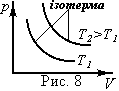 p
ізотерма
T₂>T₁
T₁
V
Рис. 8